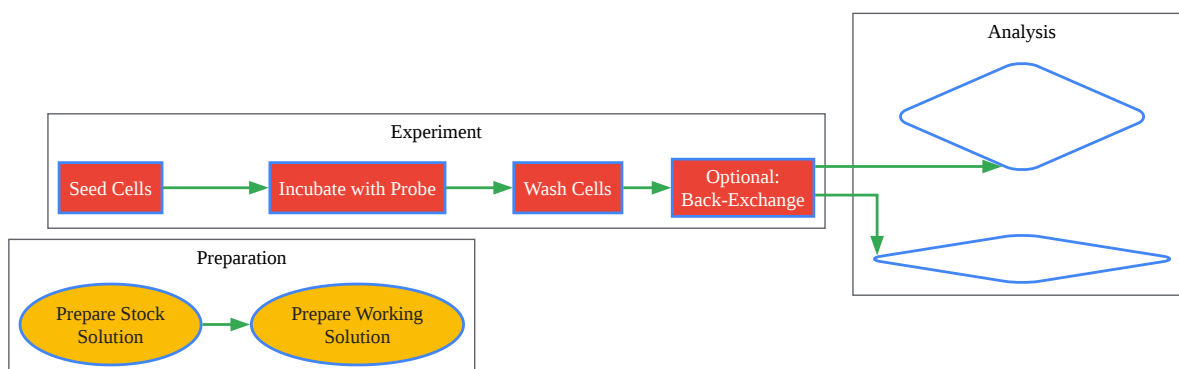 Analysis
Experiment
Seed Cells
Incubate with Probe
Wash Cells
Optional:
Back-Exchange
Preparation
Prepare Stock
Solution
Prepare Working
Solution